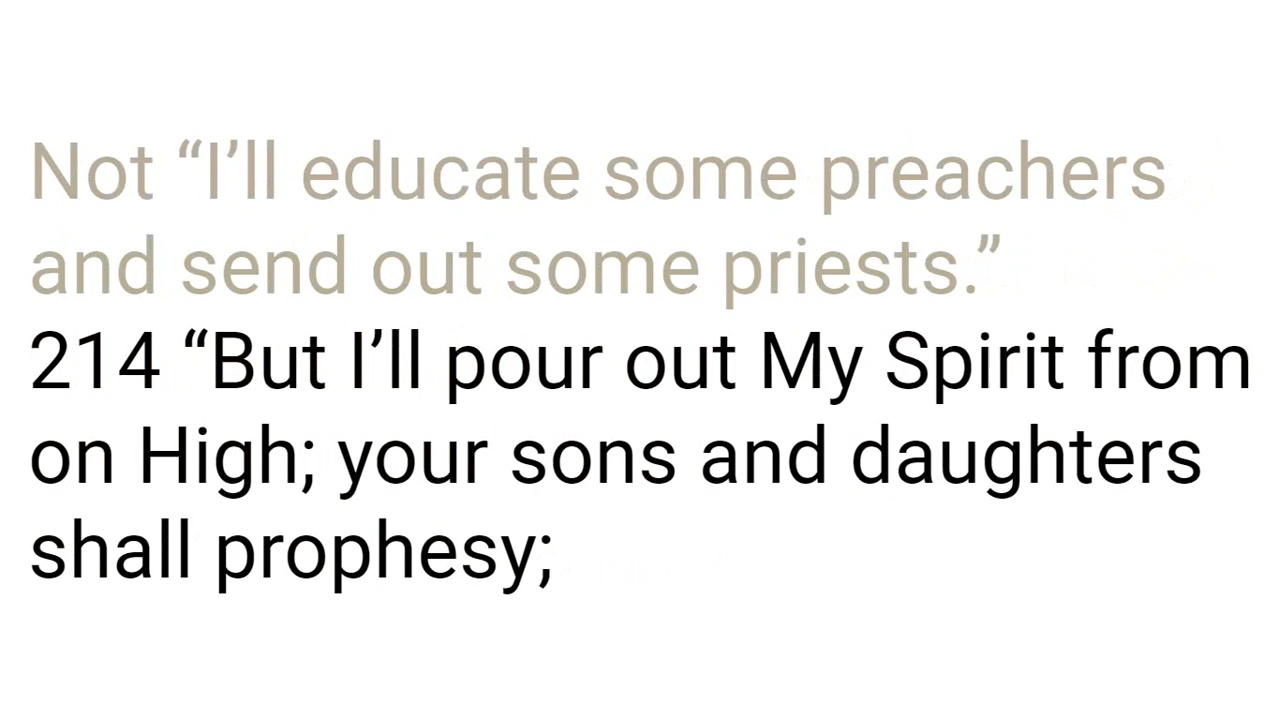 Not “I’ll educate some preachers
and send out some priests.”
214 “But I’ll pour out My Spirit from
on High; your sons and daughters
shall prophesy;